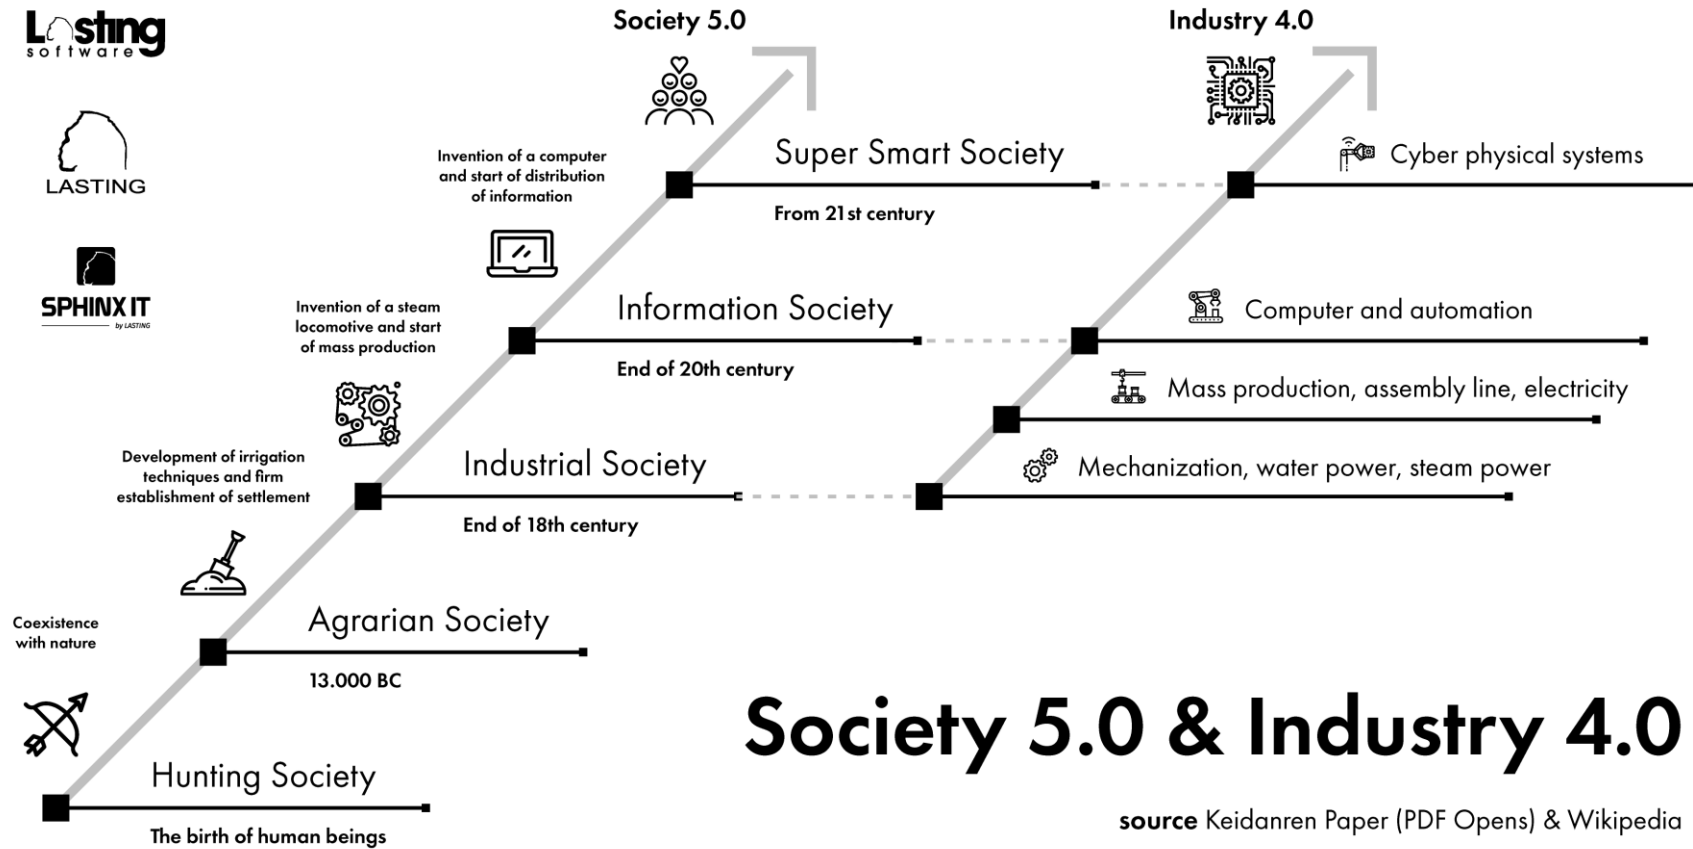 Lasting
software
Society 5.0
Industry 4.0
LASTING
SPHINX IT
by LASTING
Invention of a computer
and start of distribution
of information
Super Smart Society
From 21st century
Cyber physical systems
Invention of a steam
locomotive and start
of mass production
Information Society
End of 20th century
Computer and automation
Mass production, assembly line, electricity
Development of irrigation
techniques and firm
establishment of settlement
Industrial Society
End of 18th century
Mechanization, water power, steam power
Coexistence
with nature
Agrarian Society
13.000 BC
Hunting Society
The birth of human beings
Society 5.0 & Industry 4.0
source Keidanren Paper (PDF Opens) & Wikipedia